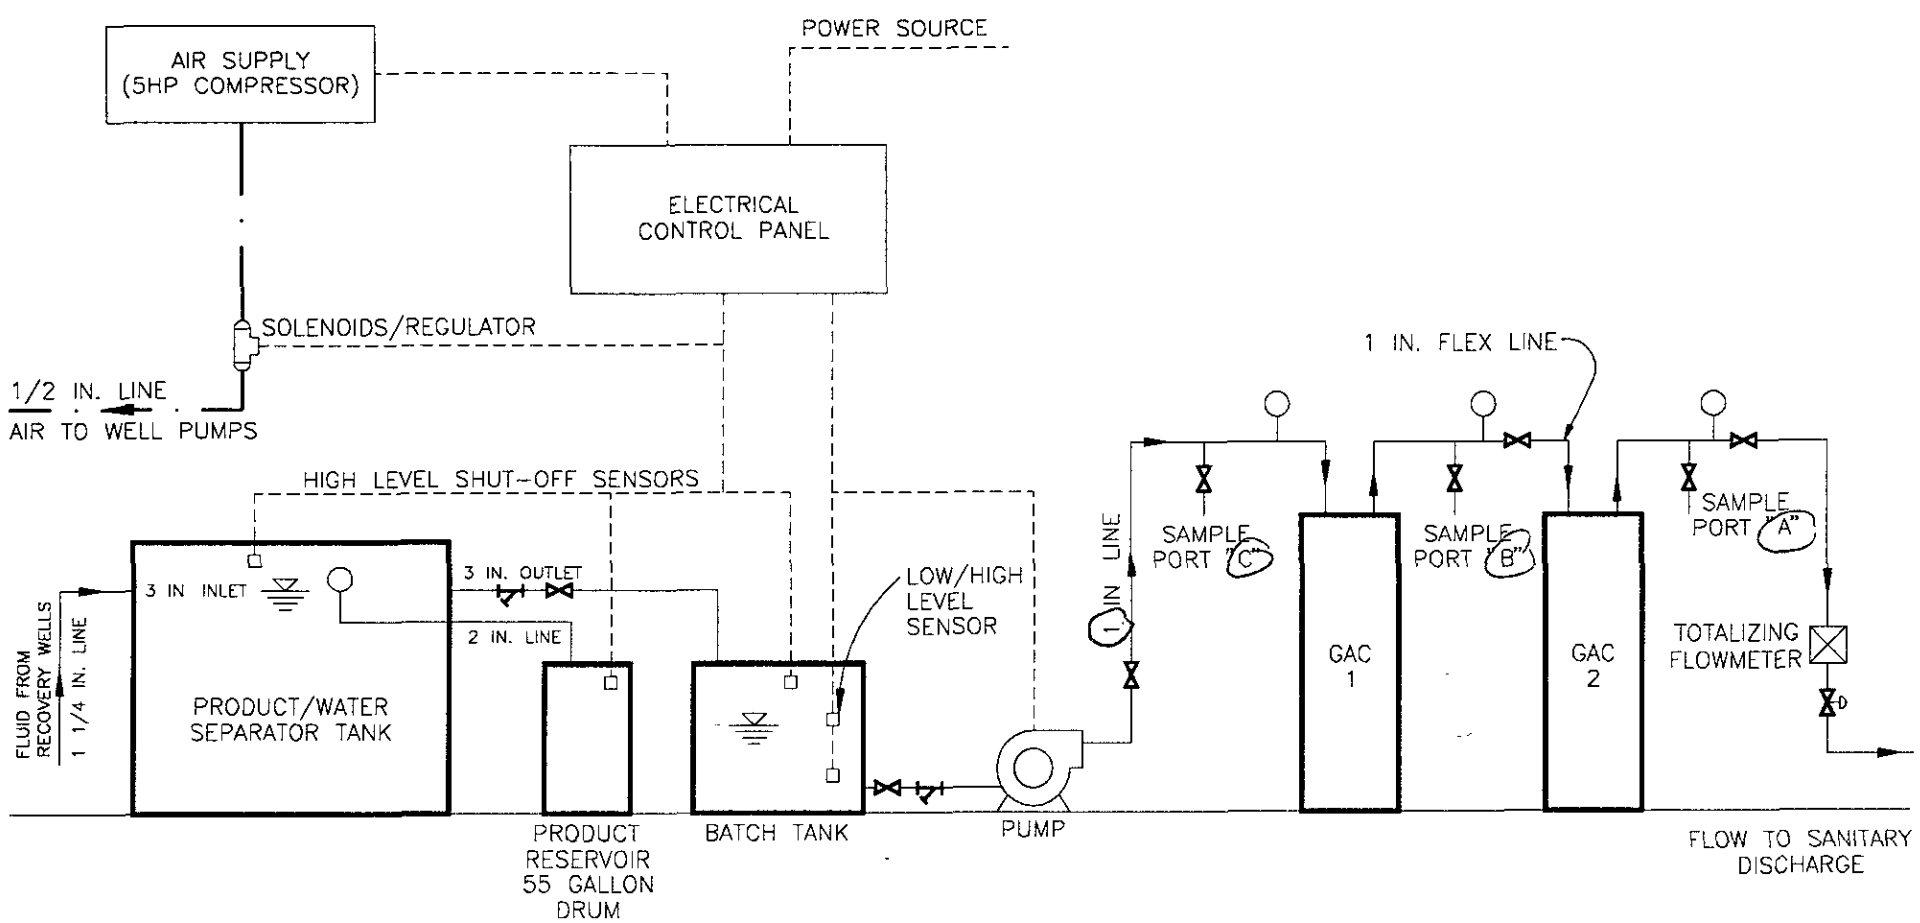 POWER SOURCE
AIR SUPPLY
(5HP COMPRESSOR)
ELECTRICAL
CONTROL PANEL
SOLENOIDS/REGULATOR
1/2 IN. LINE
AIR TO WELL PUMPS
1 IN. FLEX LINE
HIGH LEVEL SHUT-OFF SENSORS
3 IN INLET
3 IN. OUTLET
2 IN. LINE
LOW/HIGH
LEVEL
SENSOR
1 IN LINE
SAMPLE
PORT "C"
SAMPLE
PORT "B"
SAMPLE
PORT "A"
FLUID FROM
RECOVERY WELLS
1 1/4 IN. LINE
PRODUCT/WATER
SEPARATOR TANK
GAC
1
GAC
2
TOTALIZING
FLOWMETER
D
PRODUCT
RESERVOIR
55 GALLON
DRUM
BATCH TANK
PUMP
FLOW TO SANITARY
DISCHARGE